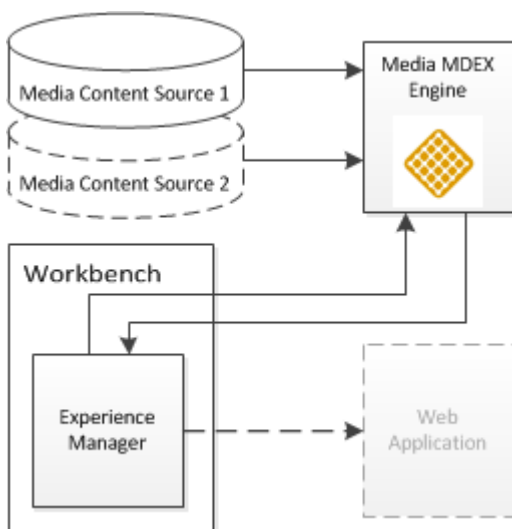 Media Content Source 1
Media MDEX
Engine
Media Content Source 2
Workbench
Experience
Manager
Web
Application